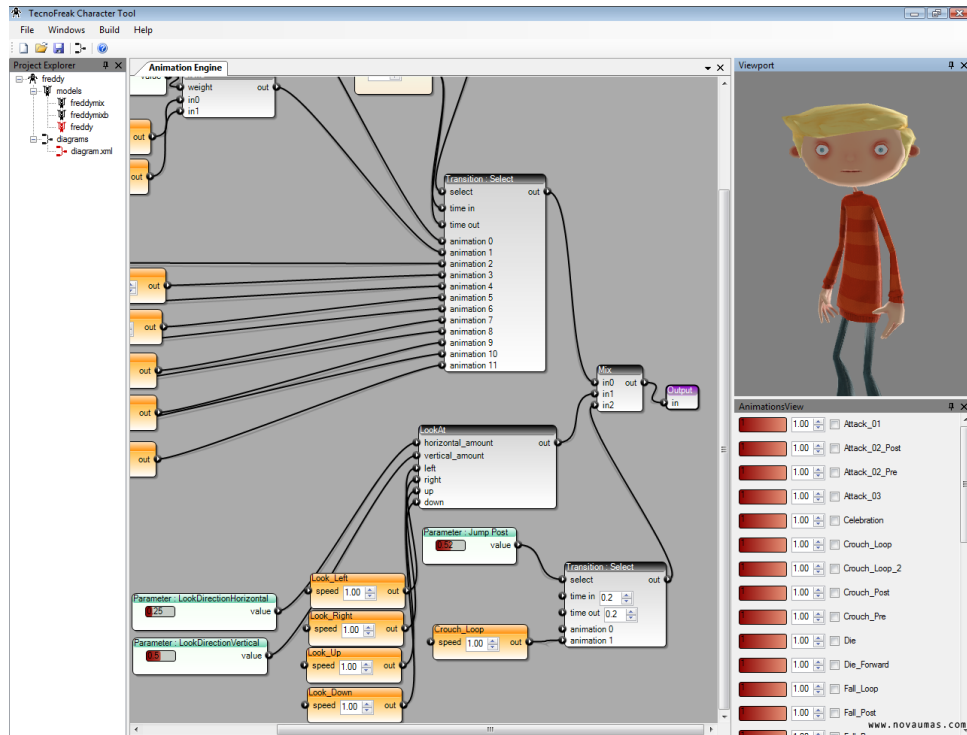 TecnoFreak Character Tool
File Windows Build Help
Project Explorer
freddy
models
freddymix
freddymixb
freddy
diagrams
diagram.xml
Animation Engine
weight
out
in0
in1
out
out
Transition : Select
select
out
time in
time out
animation 0
animation 1
animation 2
animation 3
animation 4
animation 5
animation 6
animation 7
animation 8
animation 9
animation 10
animation 11
out
out
out
out
out
Mix
in0
out
in1
in2
Output
in
LookAt
horizontal_amount
out
vertical_amount
left
right
up
down
Parameter : Jump Post
0.52
value
Transition : Select
select
out
time in 0.2
time out 0.2
animation 0
animation 1
Crouch_Loop
speed 1.00 out
Look_Left
speed 1.00 out
Look_Right
speed 1.00 out
Look_Up
speed 1.00 out
Look_Down
speed 1.00 out
Parameter : LookDirectionHorizontal
value
Parameter : LookDirectionVertical
0.5
value
Viewport
AnimationsView
1.00 Attack_01
1.00 Attack_02_Post
1.00 Attack_02_Pre
1.00 Attack_03
1.00 Celebration
1.00 Crouch_Loop
1.00 Crouch_Loop_2
1.00 Crouch_Post
1.00 Crouch_Pre
1.00 Die
1.00 Die_Forward
1.00 Fall_Loop
1.00 Fall_Post
www.novaumas.com